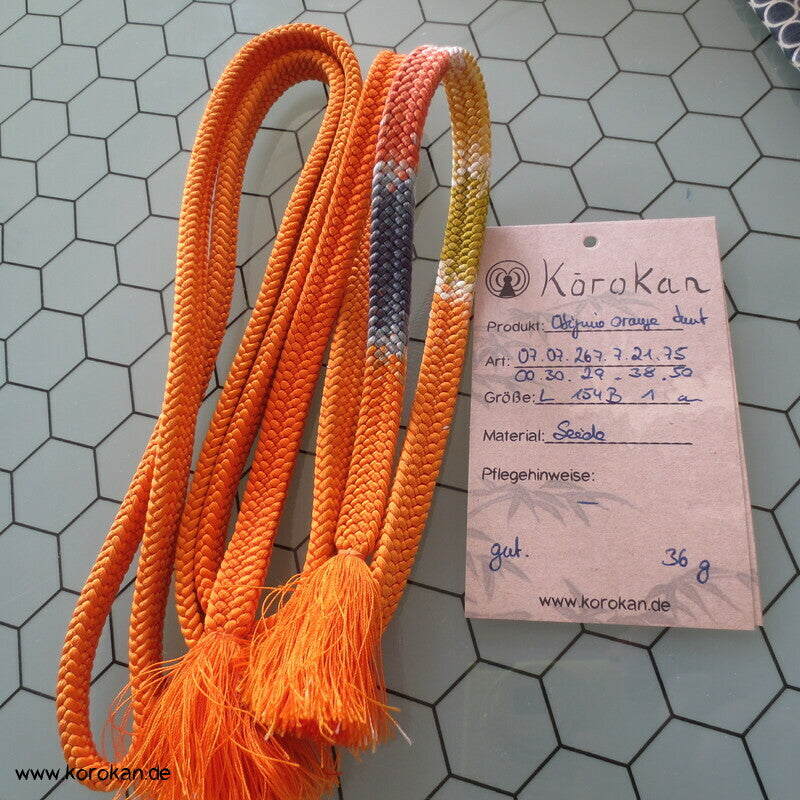 KōroKan
Produkt: Obijime orange bunt
Art: 07.07.267.7.21.75
00.30.29-38.50
Größe: L 154 B 1 a
Material: Seide
Pflegehinweise:
—
gut. 36 g
www.korokan.de
www.korokan.de